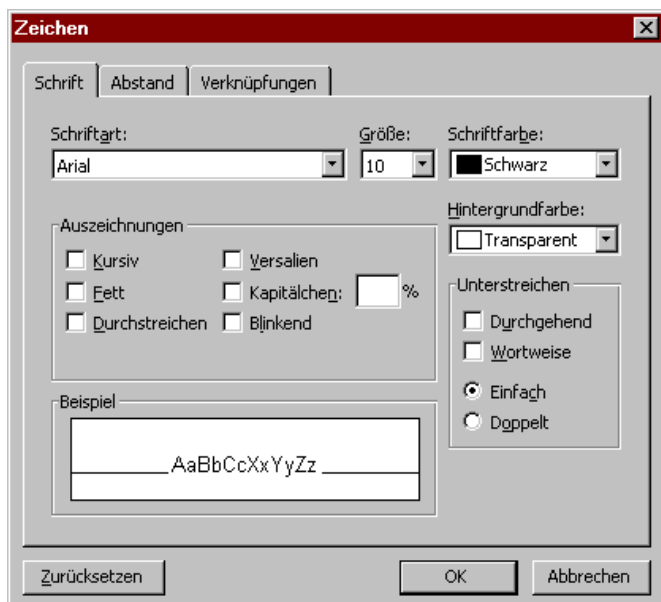 Zeichen
Schrift Abstand Verknüpfungen
Schriftart: Größe: Schriftfarbe:
Arial 10 Schwarz
Hintergrundfarbe:
Transparent
Auszeichnungen
Kursiv Versalien
Fett Kapitälchen: %
Durchstreichen Blinkend
Unterstreichen
Durchgehend
Wortweise
Einfach
Doppelt
Beispiel
AaBbCcXxYyZz
Zurücksetzen OK Abbrechen